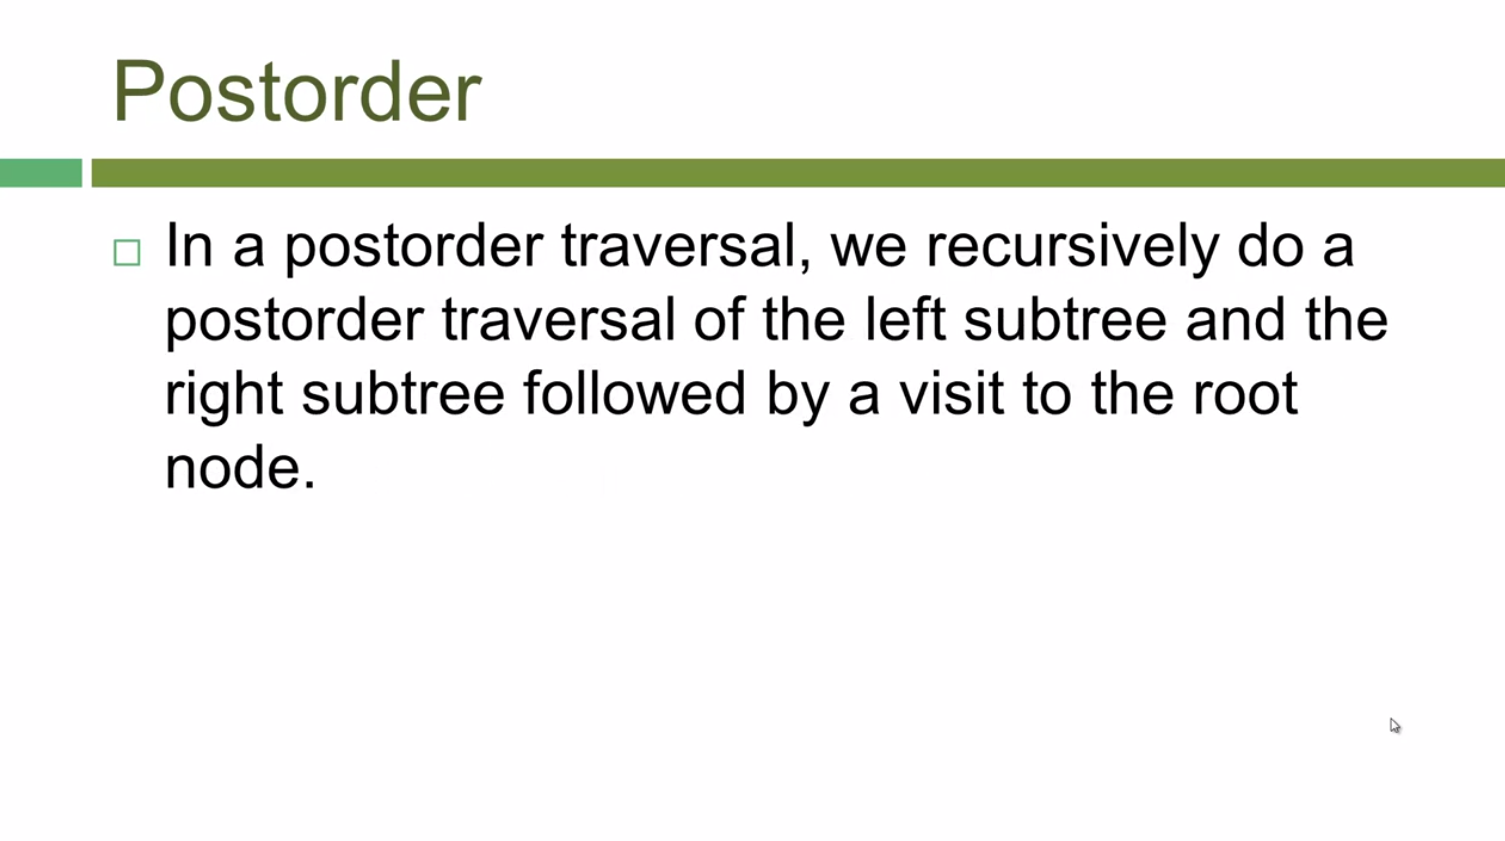 Postorder
In a postorder traversal, we recursively do a
postorder traversal of the left subtree and the
right subtree followed by a visit to the root
node.